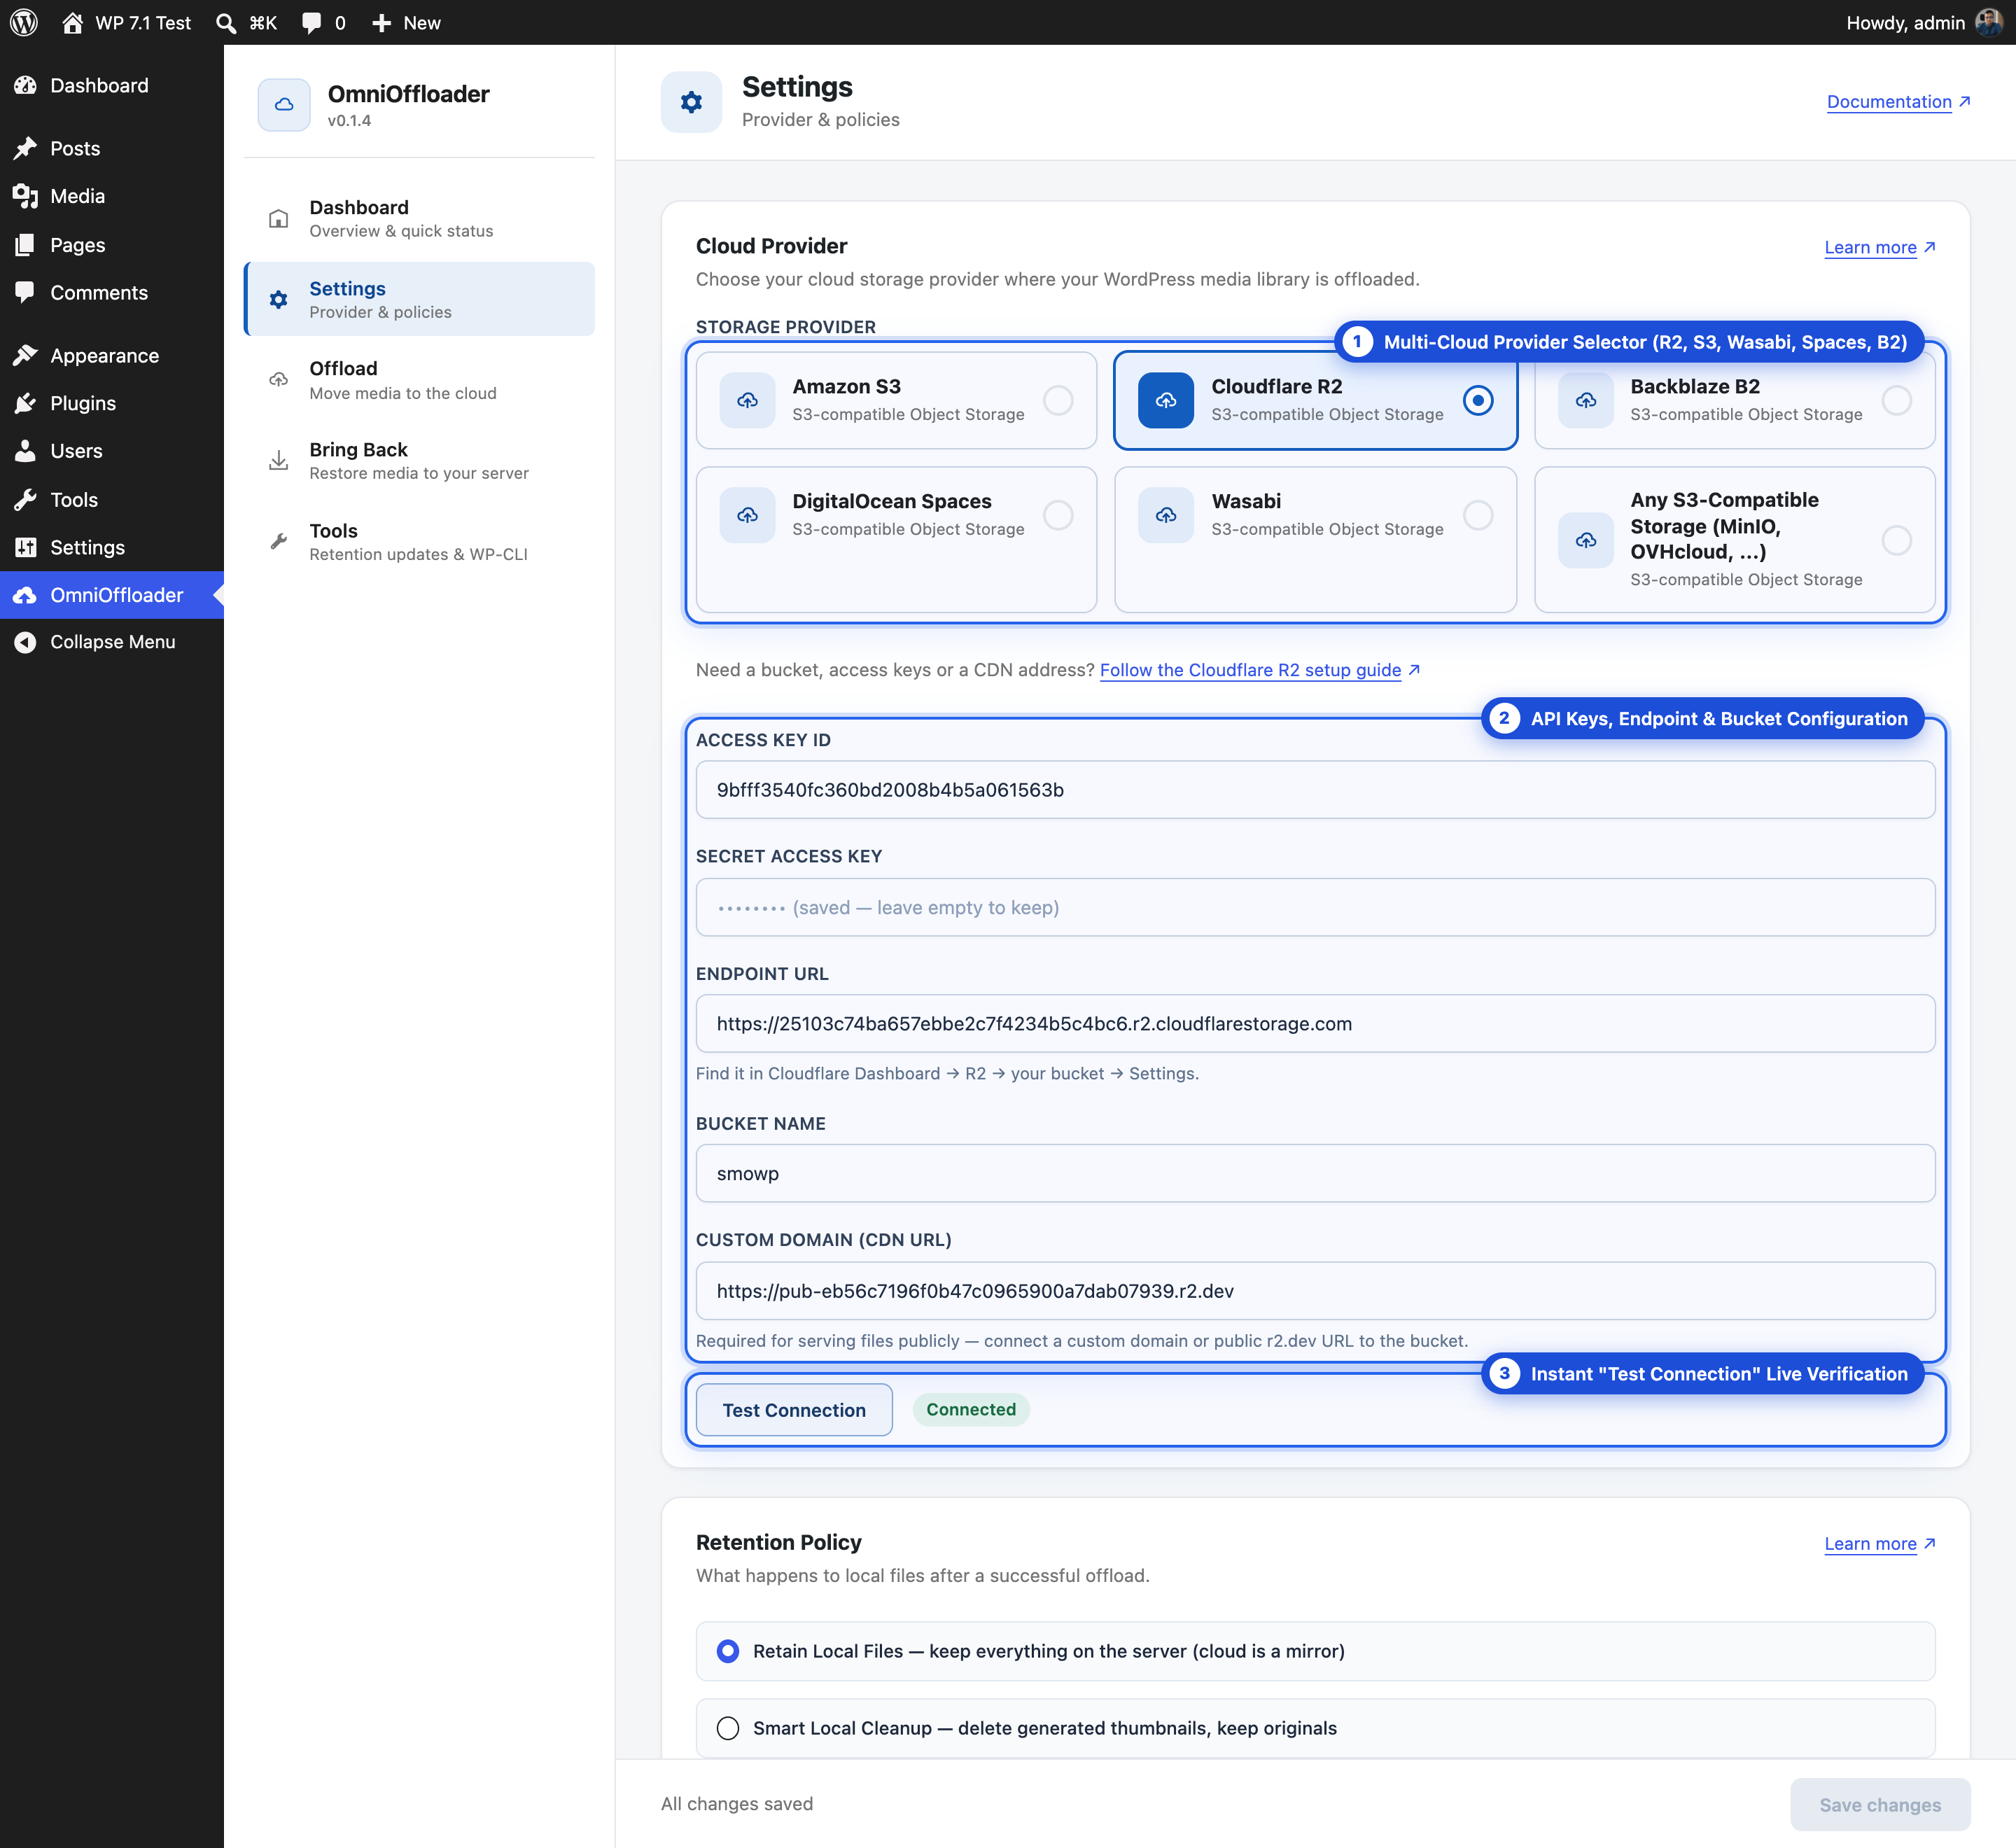 WP 7.1 Test
⌘K
0
New
Howdy, admin
Dashboard
Posts
Media
Pages
Comments
Appearance
Plugins
Users
Tools
Settings
OmniOffloader
Collapse Menu
OmniOffloader
v0.1.4
Dashboard
Overview & quick status
Settings
Provider & policies
Offload
Move media to the cloud
Bring Back
Restore media to your server
Tools
Retention updates & WP-CLI
Settings
Provider & policies
Documentation ↗
Cloud Provider
Learn more ↗
Choose your cloud storage provider where your WordPress media library is offloaded.
STORAGE PROVIDER
1 Multi-Cloud Provider Selector (R2, S3, Wasabi, Spaces, B2)
Amazon S3
S3-compatible Object Storage
Cloudflare R2
S3-compatible Object Storage
Backblaze B2
S3-compatible Object Storage
DigitalOcean Spaces
S3-compatible Object Storage
Wasabi
S3-compatible Object Storage
Any S3-Compatible
Storage (MinIO,
OVHcloud, ...)
S3-compatible Object Storage
Need a bucket, access keys or a CDN address? Follow the Cloudflare R2 setup guide ↗
2 API Keys, Endpoint & Bucket Configuration
ACCESS KEY ID
9bfff3540fc360bd2008b4b5a061563b
SECRET ACCESS KEY
•••••••• (saved — leave empty to keep)
ENDPOINT URL
https://25103c74ba657ebbe2c7f4234b5c4bc6.r2.cloudflarestorage.com
Find it in Cloudflare Dashboard → R2 → your bucket → Settings.
BUCKET NAME
smowp
CUSTOM DOMAIN (CDN URL)
https://pub-eb56c7196f0b47c0965900a7dab07939.r2.dev
Required for serving files publicly — connect a custom domain or public r2.dev URL to the bucket.
3 Instant "Test Connection" Live Verification
Test Connection
Connected
Retention Policy
Learn more ↗
What happens to local files after a successful offload.
Retain Local Files — keep everything on the server (cloud is a mirror)
Smart Local Cleanup — delete generated thumbnails, keep originals
All changes saved
Save changes